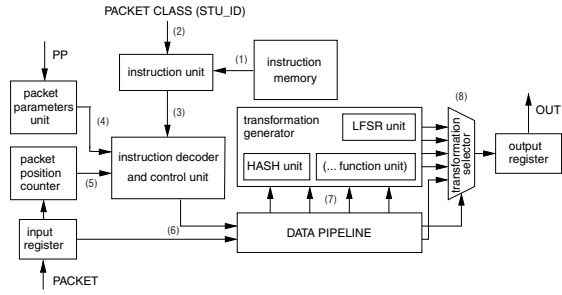 PACKET CLASS (STU_ID)
(2)
PP
(1)
instruction unit
instruction
memory
packet
parameters
unit
(3)
(4)
transformation
generator
LFSR unit
(8)
OUT
packet
position
counter
(5)
instruction decoder
and control unit
HASH unit
(... function unit)
transformation
selector
output
register
(7)
input
register
(6)
DATA PIPELINE
PACKET